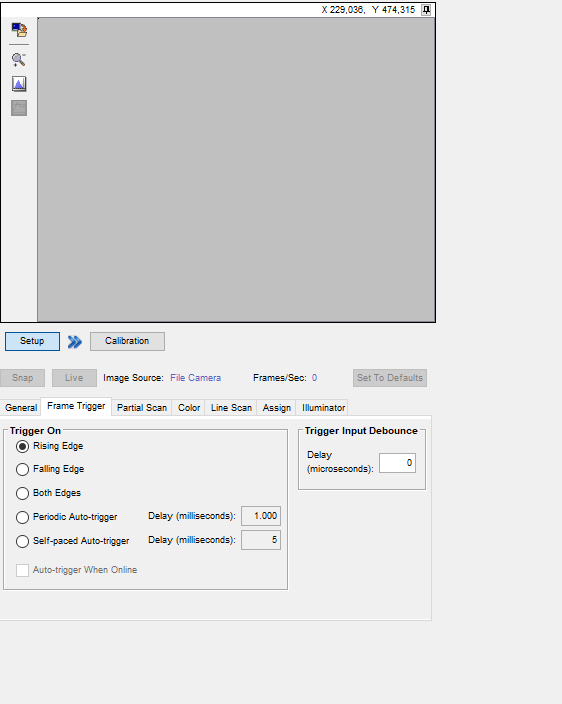 X 229,036, Y 474,315
Setup
Calibration
Snap
Live
Image Source: File Camera
Frames/Sec: 0
Set To Defaults
General
Frame Trigger
Partial Scan
Color
Line Scan
Assign
Illuminator
Trigger On
Rising Edge
Falling Edge
Both Edges
Periodic Auto-trigger
Delay (milliseconds): 1.000
Self-paced Auto-trigger
Delay (milliseconds): 5
Auto-trigger When Online
Trigger Input Debounce
Delay
(microseconds): 0